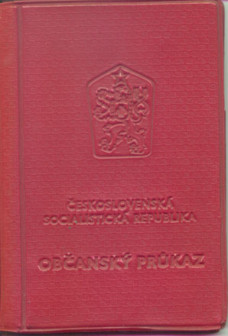 ČESKOSLOVENSKÁ
SOCIALISTICKÁ REPUBLIKA
OBČANSKÝ PRŮKAZ